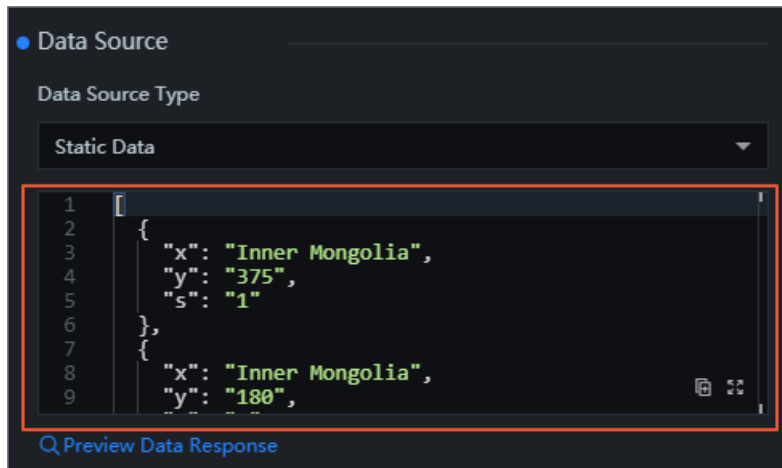 Data Source
Data Source Type
Static Data
1 [
2 {
3 "x": "Inner Mongolia",
4 "y": "375",
5 "s": "1"
6 },
7 {
8 "x": "Inner Mongolia",
9 "y": "180",
Preview Data Response